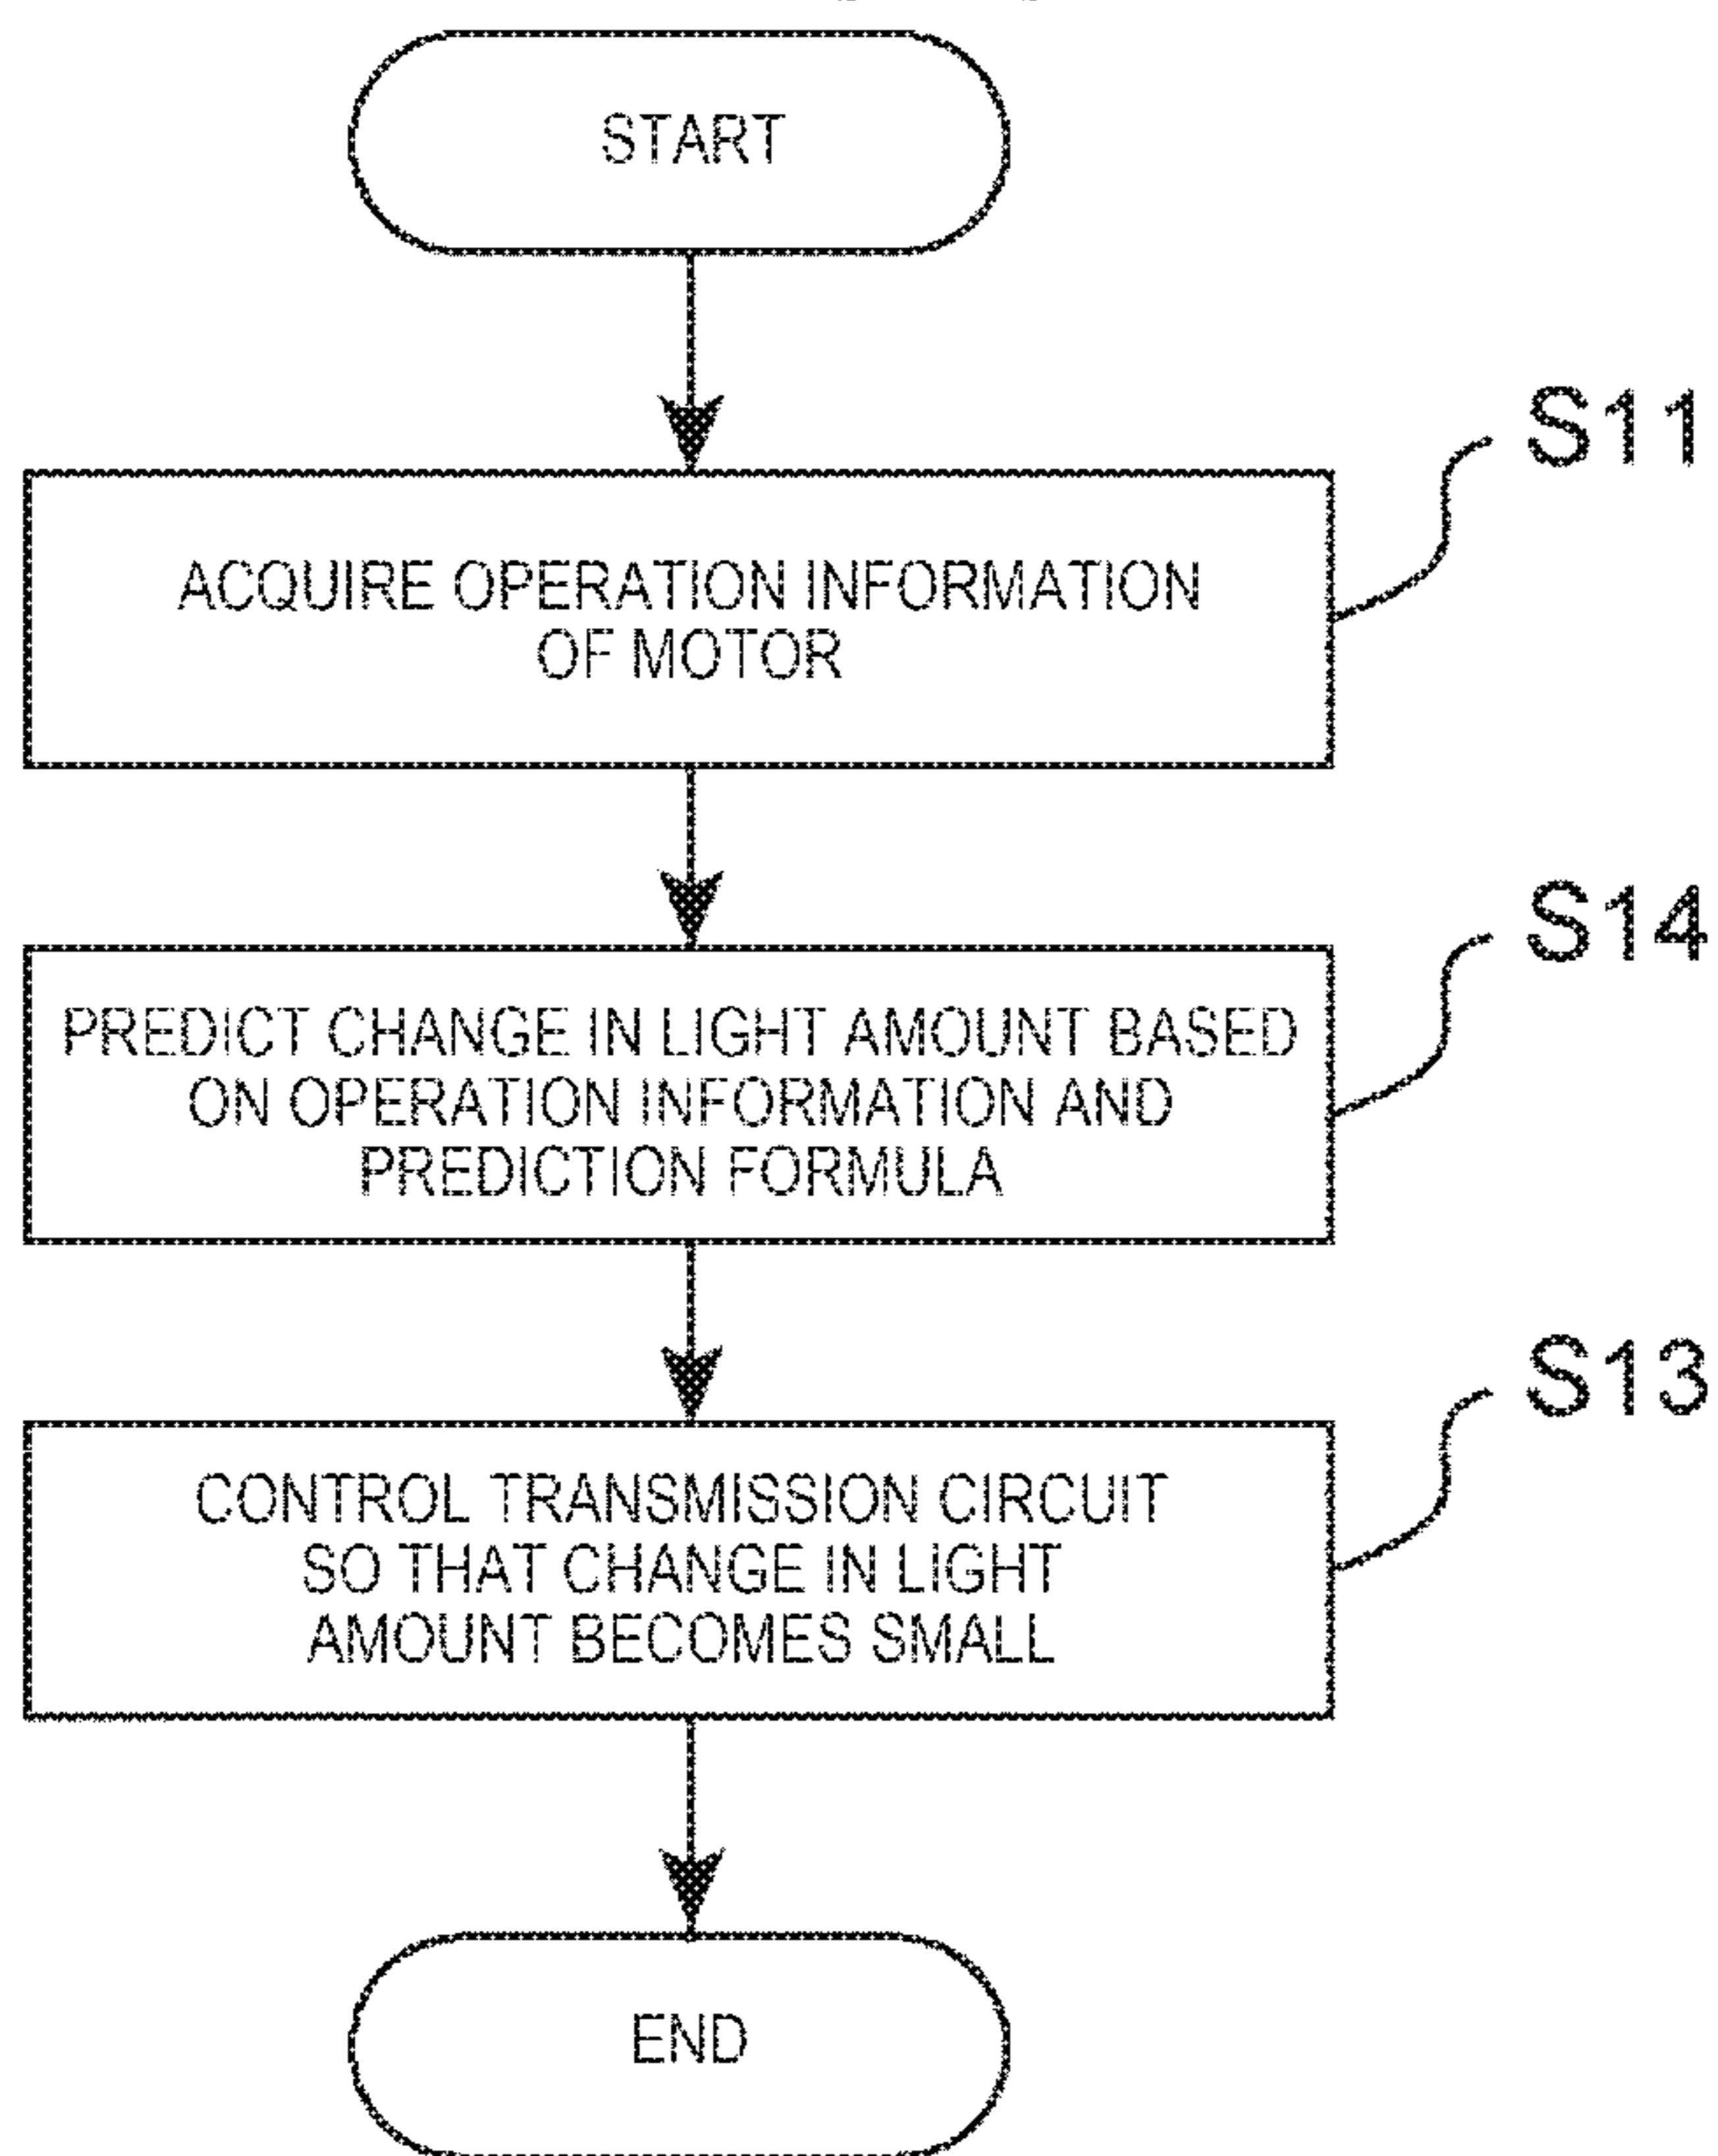 START
S11
ACQUIRE OPERATION INFORMATION
OF MOTOR
S14
PREDICT CHANGE IN LIGHT AMOUNT BASED
ON OPERATION INFORMATION AND
PREDICTION FORMULA
S13
CONTROL TRANSMISSION CIRCUIT
SO THAT CHANGE IN LIGHT
AMOUNT BECOMES SMALL
END